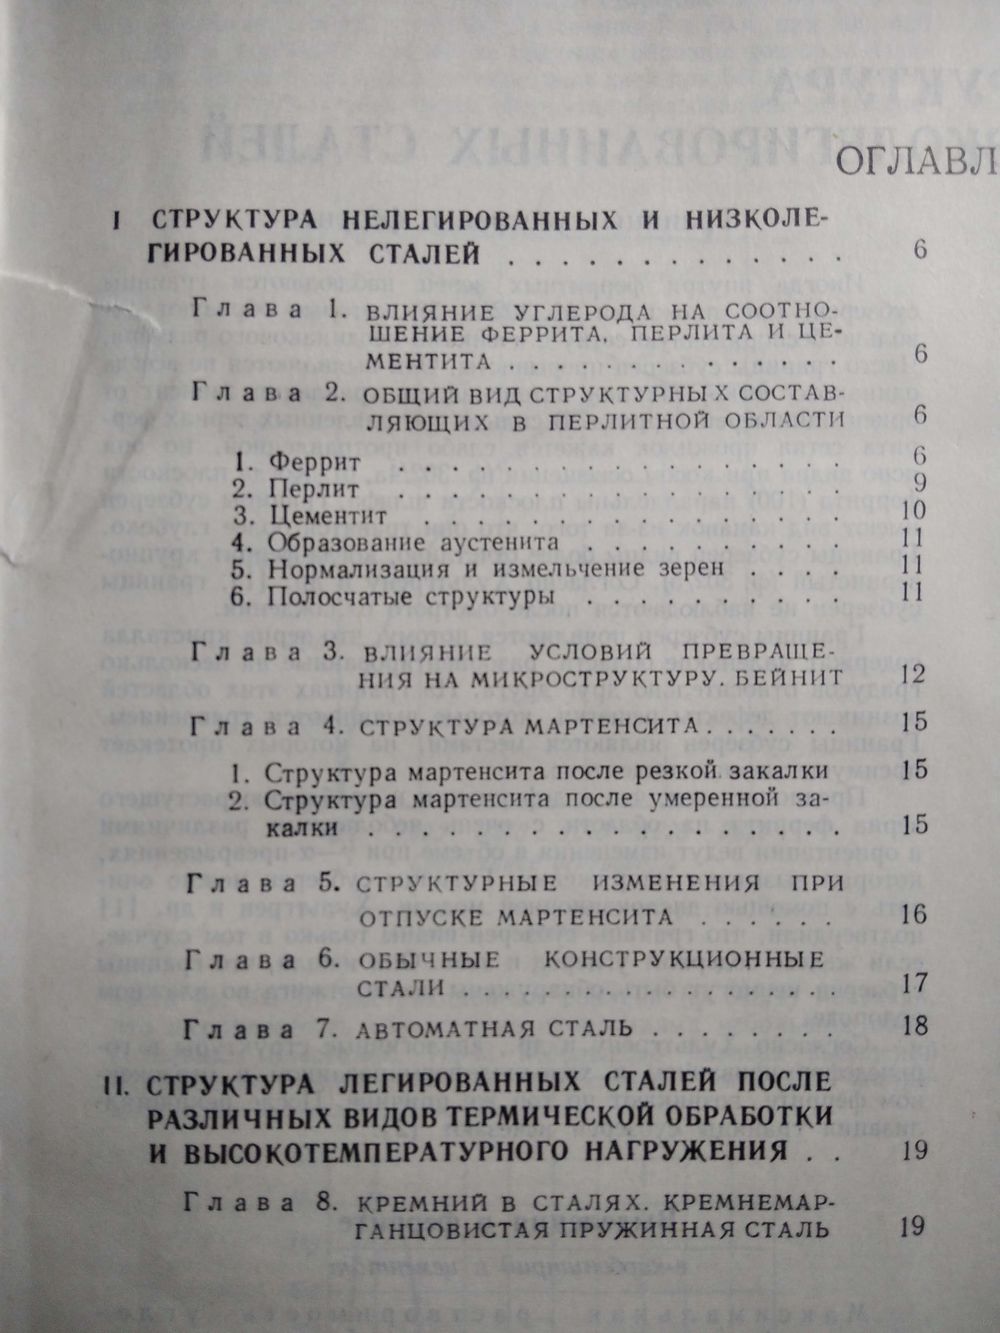 ОГЛАВЛ
I СТРУКТУРА НЕЛЕГИРОВАННЫХ И НИЗКОЛЕ-
ГИРОВАННЫХ СТАЛЕЙ . . . . . . . . . . . . . 6
Глава 1. ВЛИЯНИЕ УГЛЕРОДА НА СООТНО-
ШЕНИЕ ФЕРРИТА, ПЕРЛИТА И ЦЕ-
МЕНТИТА . . . . . . . . . . . . . 6
Глава 2. ОБЩИЙ ВИД СТРУКТУРНЫХ СОСТАВ-
ЛЯЮЩИХ В ПЕРЛИТНОЙ ОБЛАСТИ 6
1. Феррит . . . . . . . . . . . . . . . . . 6
2. Перлит . . . . . . . . . . . . . . . . . 9
3. Цементит . . . . . . . . . . . . . . . . 10
4. Образование аустенита . . . . . . . . . . 11
5. Нормализация и измельчение зерен . . . . . 11
6. Полосчатые структуры . . . . . . . . . . 11
Глава 3. ВЛИЯНИЕ УСЛОВИЙ ПРЕВРАЩЕ-
НИЯ НА МИКРОСТРУКТУРУ. БЕЙНИТ 12
Глава 4. СТРУКТУРА МАРТЕНСИТА . . . . . . 15
1. Структура мартенсита после резкой закалки 15
2. Структура мартенсита после умеренной за-
калки . . . . . . . . . . . . . . . . . . 15
Глава 5. СТРУКТУРНЫЕ ИЗМЕНЕНИЯ ПРИ
ОТПУСКЕ МАРТЕНСИТА . . . . . . 16
Глава 6. ОБЫЧНЫЕ КОНСТРУКЦИОННЫЕ
СТАЛИ . . . . . . . . . . . . . . . 17
Глава 7. АВТОМАТНАЯ СТАЛЬ . . . . . . . . 18
II. СТРУКТУРА ЛЕГИРОВАННЫХ СТАЛЕЙ ПОСЛЕ
РАЗЛИЧНЫХ ВИДОВ ТЕРМИЧЕСКОЙ ОБРАБОТКИ
И ВЫСОКОТЕМПЕРАТУРНОГО НАГРУЖЕНИЯ . . 19
Глава 8. КРЕМНИЙ В СТАЛЯХ. КРЕМНЕМАР-
ГАНЦОВИСТАЯ ПРУЖИННАЯ СТАЛЬ 19